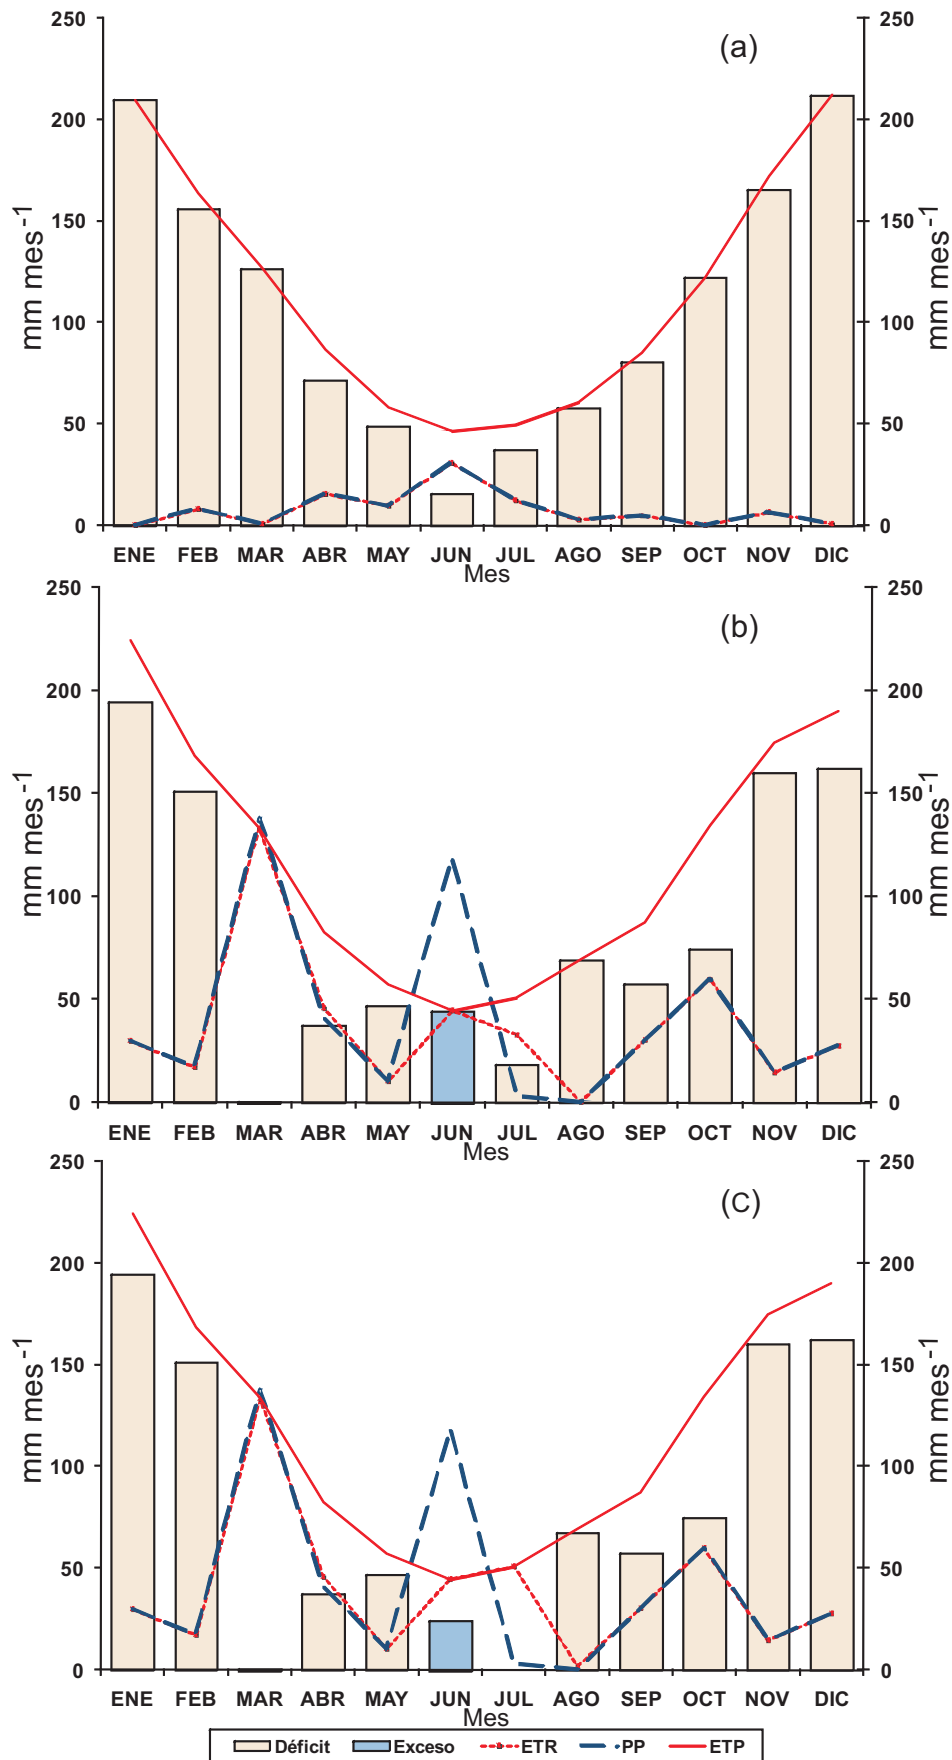 (a)
250 250
200 200
150 150
100 100
50 50
0 0
mm mes-1 mm mes-1
ENE FEB MAR ABR MAY JUN JUL AGO SEP OCT NOV DIC
Mes
(b)
250 250
200 200
150 150
100 100
50 50
0 0
mm mes-1 mm mes-1
ENE FEB MAR ABR MAY JUN JUL AGO SEP OCT NOV DIC
Mes
(C)
250 250
200 200
150 150
100 100
50 50
0 0
mm mes-1 mm mes-1
ENE FEB MAR ABR MAY JUN JUL AGO SEP OCT NOV DIC
Mes
Déficit Exceso ETR PP ETP